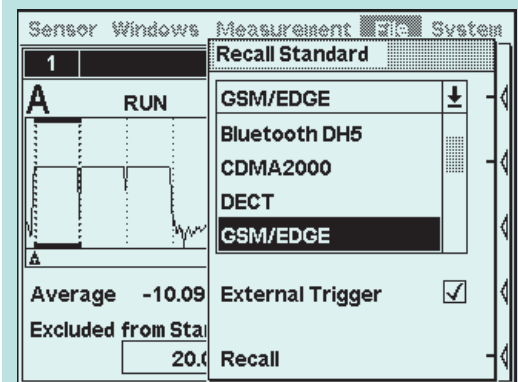 Sensor Windows Measurement File System
1
Recall Standard
A RUN
GSM/EDGE
Bluetooth DH5
CDMA2000
DECT
GSM/EDGE
Average -10.09
External Trigger
Excluded from Sta
20.0
Recall